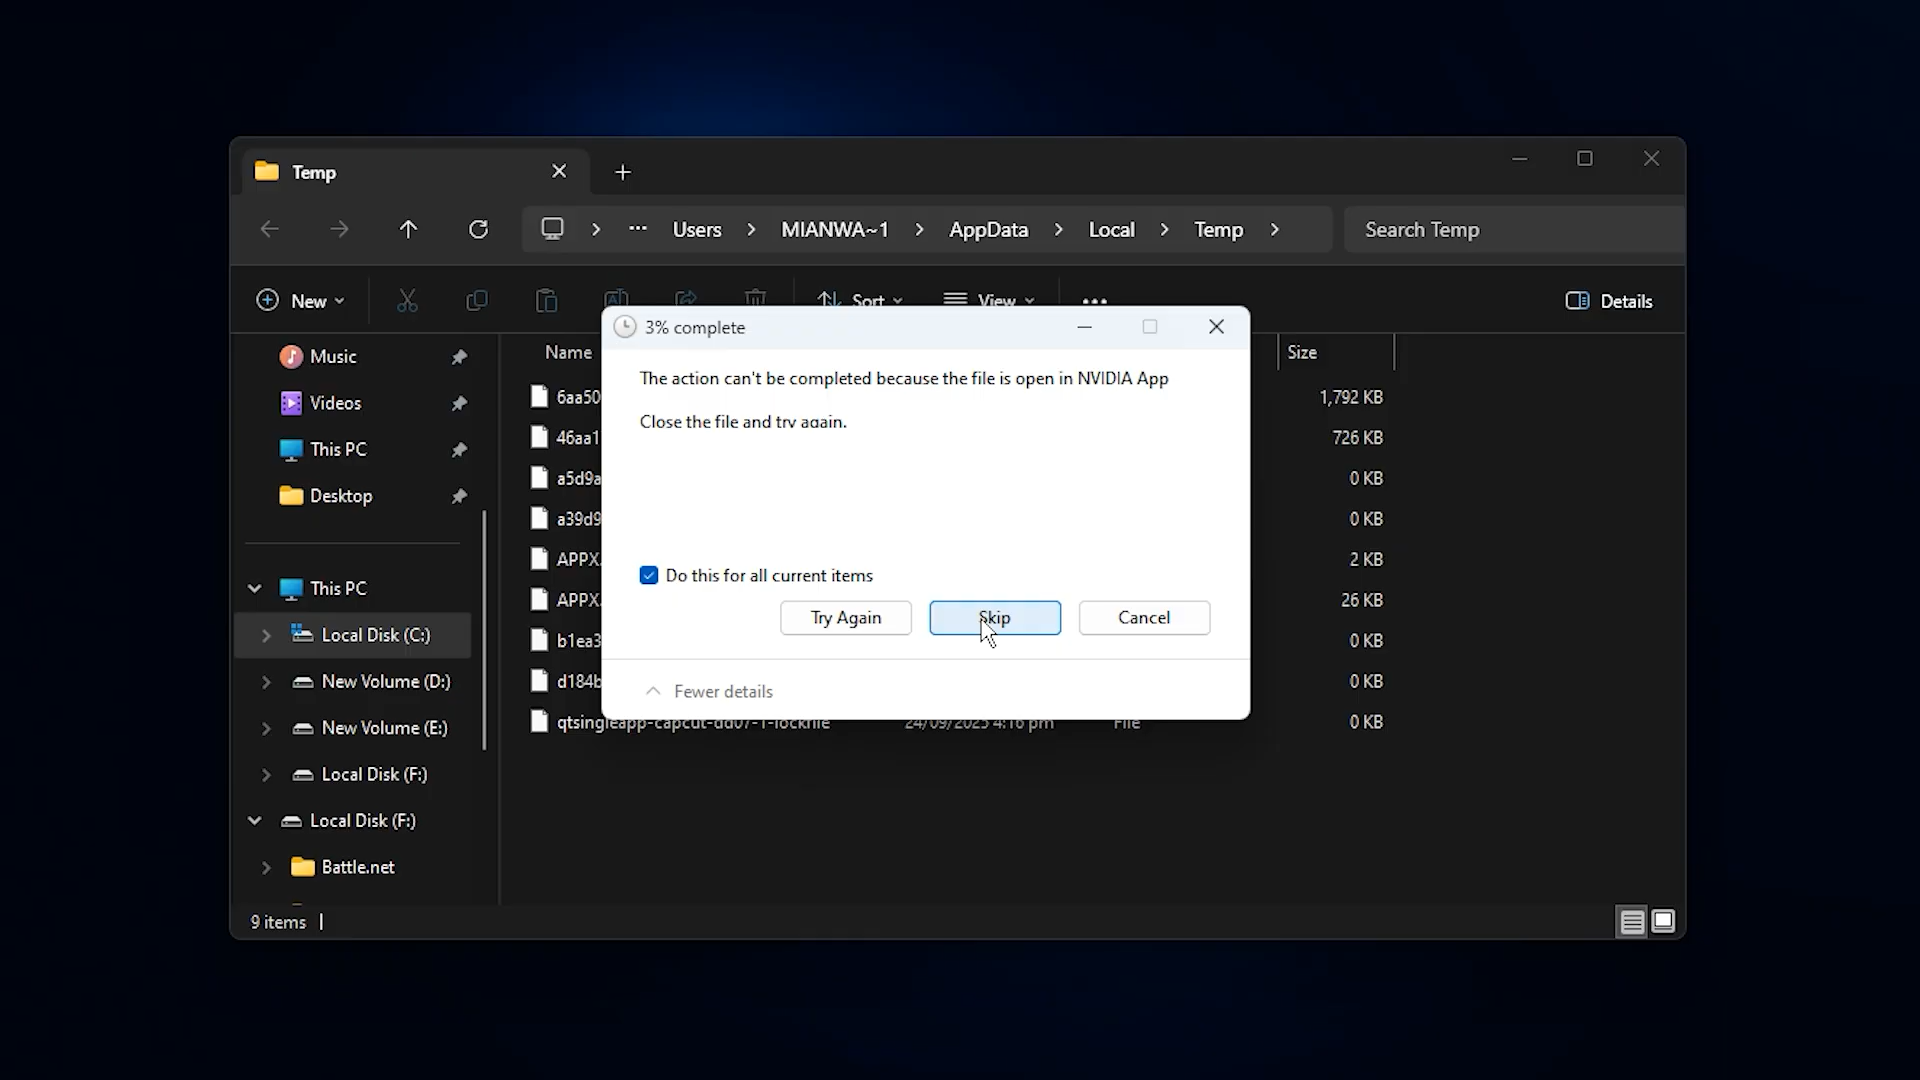 Temp
Users MIANWA~1 AppData Local Temp Search Temp
New Sort View Details
3% complete
The action can't be completed because the file is open in NVIDIA App
Close the file and try again.
Do this for all current items
Try Again Skip Cancel
Fewer details
Music
Videos
This PC
Desktop
This PC
Local Disk (C:)
New Volume (D:)
New Volume (E:)
Local Disk (F:)
Local Disk (F:)
Battle.net
Name Size
6aa50 1,792 KB
46aa1 726 KB
a5d9a 0 KB
a39d9 0 KB
APPX. 2 KB
APPX. 26 KB
b1ea3 0 KB
d184b 0 KB
qtsingleapp-capcut-dd07-1-lockfile 24/09/2025 4:16 pm File 0 KB
9 items